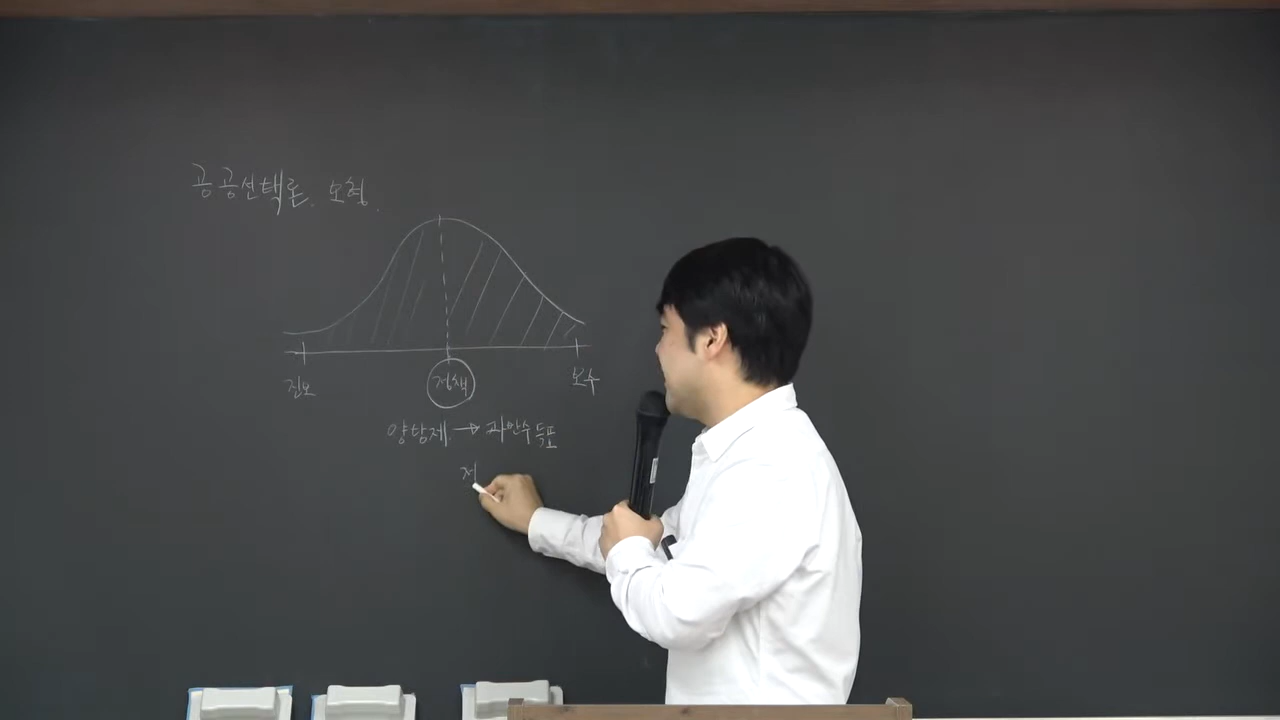 공공선택론. 모형.
진보
정책
보수
양당제 → 과반수 득표
저